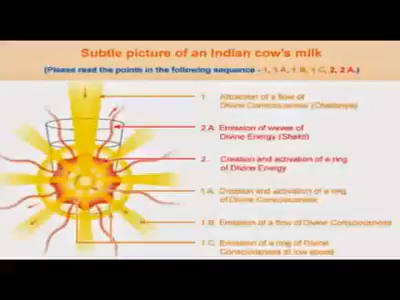 Subtle picture of an Indian cow's milk
(Please read the points in the following sequence - 1, 1 A, 1 B, 1 C, 2, 2 A.)
1. Attraction of a flow of
Divine Consciousness (Chaitanya)
2.A. Emission of waves of
Divine Energy (Shakti)
2. Creation and activation of a ring
of Divine Energy
1.A. Creation and activation of a ring
of Divine Consciousness
1.B. Emission of a flow of Divine Consciousness
1.C. Emission of a ring of Divine
Consciousness at low speed